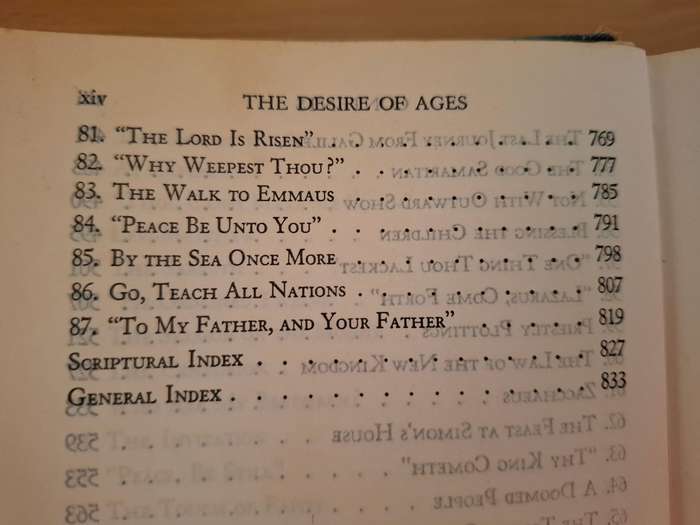 xiv THE DESIRE OF AGES
81. "The Lord Is Risen" . . . . . . . . . . 769
82. "Why Weepest Thou?" . . . . . . . . . . 777
83. The Walk to Emmaus . . . . . . . . . . 785
84. "Peace Be Unto You" . . . . . . . . . . 791
85. By the Sea Once More . . . . . . . . . . 798
86. Go, Teach All Nations . . . . . . . . . . 807
87. "To My Father, and Your Father" . . . . . 819
Scriptural Index . . . . . . . . . . . . . . 827
General Index . . . . . . . . . . . . . . . 833